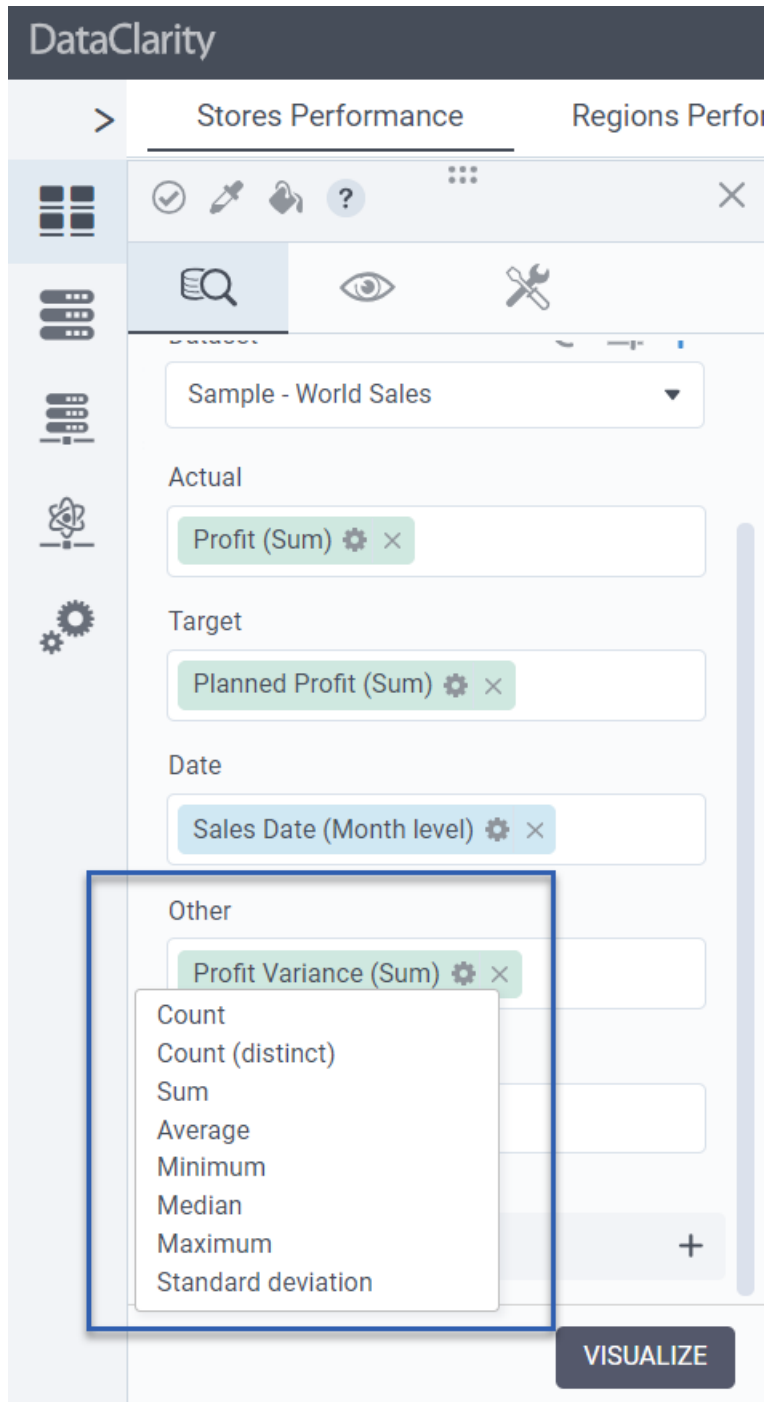 DataClarity
Stores Performance
Regions Perfor
?
Dataset
Sample - World Sales
Actual
Profit (Sum)
Target
Planned Profit (Sum)
Date
Sales Date (Month level)
Other
Profit Variance (Sum)
Count
Count (distinct)
Sum
Average
Minimum
Median
Maximum
Standard deviation
VISUALIZE